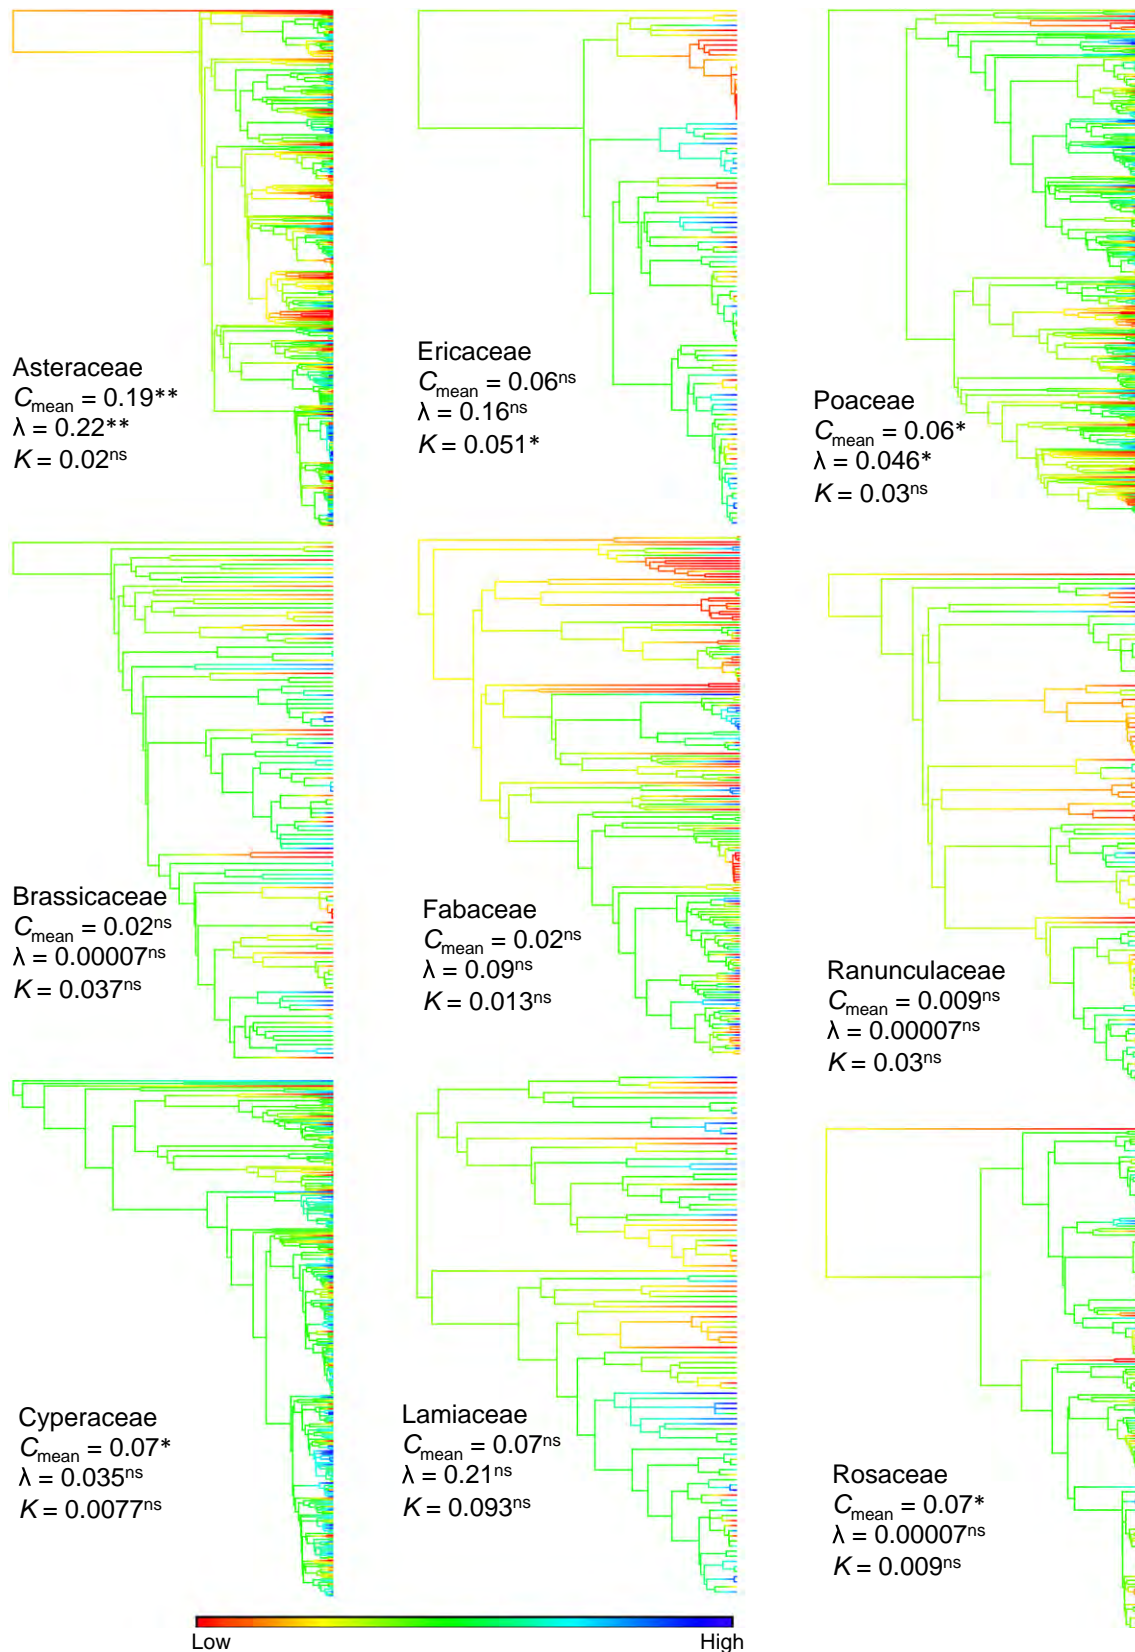 Asteraceae
Cmean = 0.19**
λ = 0.22**
K = 0.02ns
Ericaceae
Cmean = 0.06ns
λ = 0.16ns
K = 0.051*
Poaceae
Cmean = 0.06*
λ = 0.046*
K = 0.03ns
Brassicaceae
Cmean = 0.02ns
λ = 0.00007ns
K = 0.037ns
Fabaceae
Cmean = 0.02ns
λ = 0.09ns
K = 0.013ns
Ranunculaceae
Cmean = 0.009ns
λ = 0.00007ns
K = 0.03ns
Cyperaceae
Cmean = 0.07*
λ = 0.035ns
K = 0.0077ns
Lamiaceae
Cmean = 0.07ns
λ = 0.21ns
K = 0.093ns
Rosaceae
Cmean = 0.07*
λ = 0.00007ns
K = 0.009ns
Low High